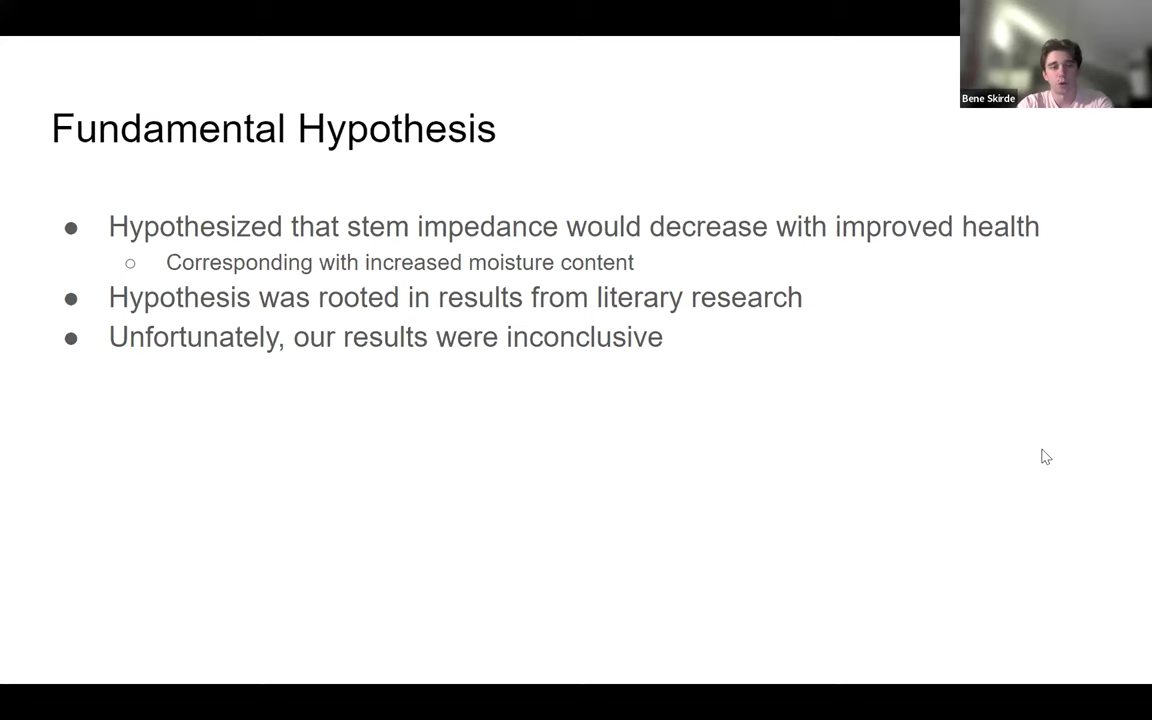 Bene Skirde
Fundamental Hypothesis
● Hypothesized that stem impedance would decrease with improved health
○ Corresponding with increased moisture content
● Hypothesis was rooted in results from literary research
● Unfortunately, our results were inconclusive